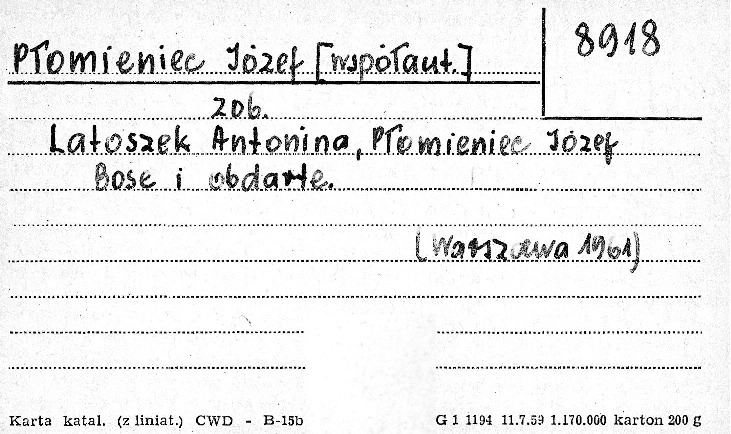 Płomieniec Józef [współaut.]
8918
zob.
Latoszek Antonina, Płomieniec Józef
Bose i obdarte.
(Warszawa 1961)
Karta katal. (z liniat.) CWD - B-15b
G 1 1194 11.7.59 1.170.000 karton 200 g